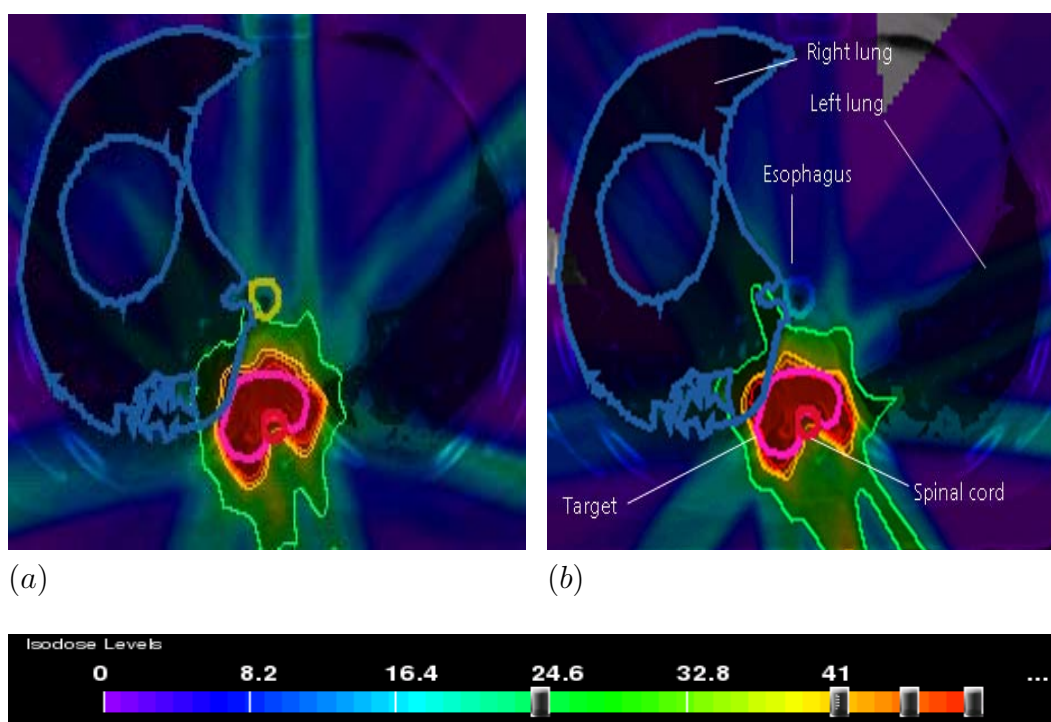 Right lung
Left lung
Esophagus
Target
Spinal cord
(a)
(b)
Isodose Levels
0 8.2 16.4 24.6 32.8 41 ...